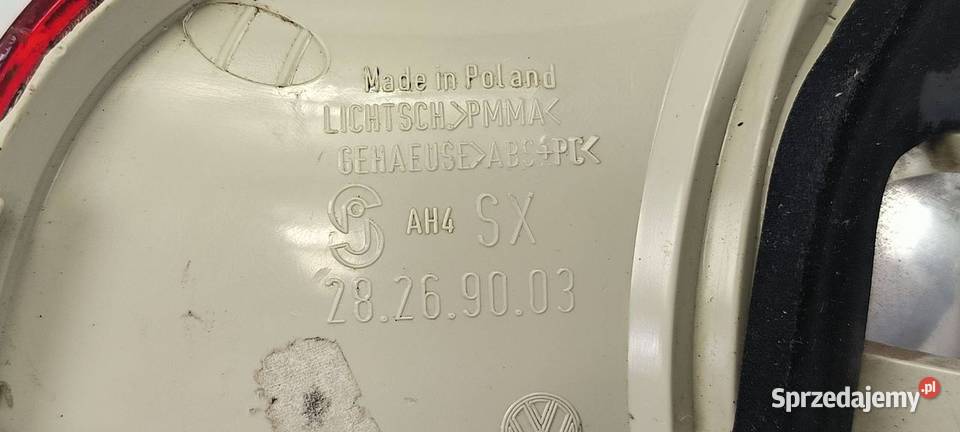 Made in Poland
LICHTSCH.>PMMA<
GEHAEUSE>ABS+PC<
AH4 SX
28.26.90.03
Sprzedajemy.pl